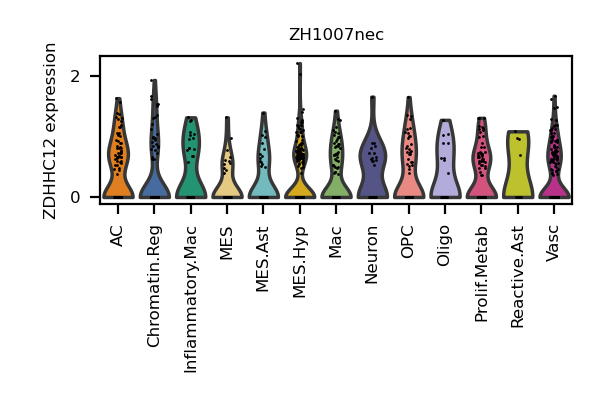 ZH1007nec
ZDHHC12 expression
2
0
AC
Chromatin.Reg
Inflammatory.Mac
MES
MES.Ast
MES.Hyp
Mac
Neuron
OPC
Oligo
Prolif.Metab
Reactive.Ast
Vasc